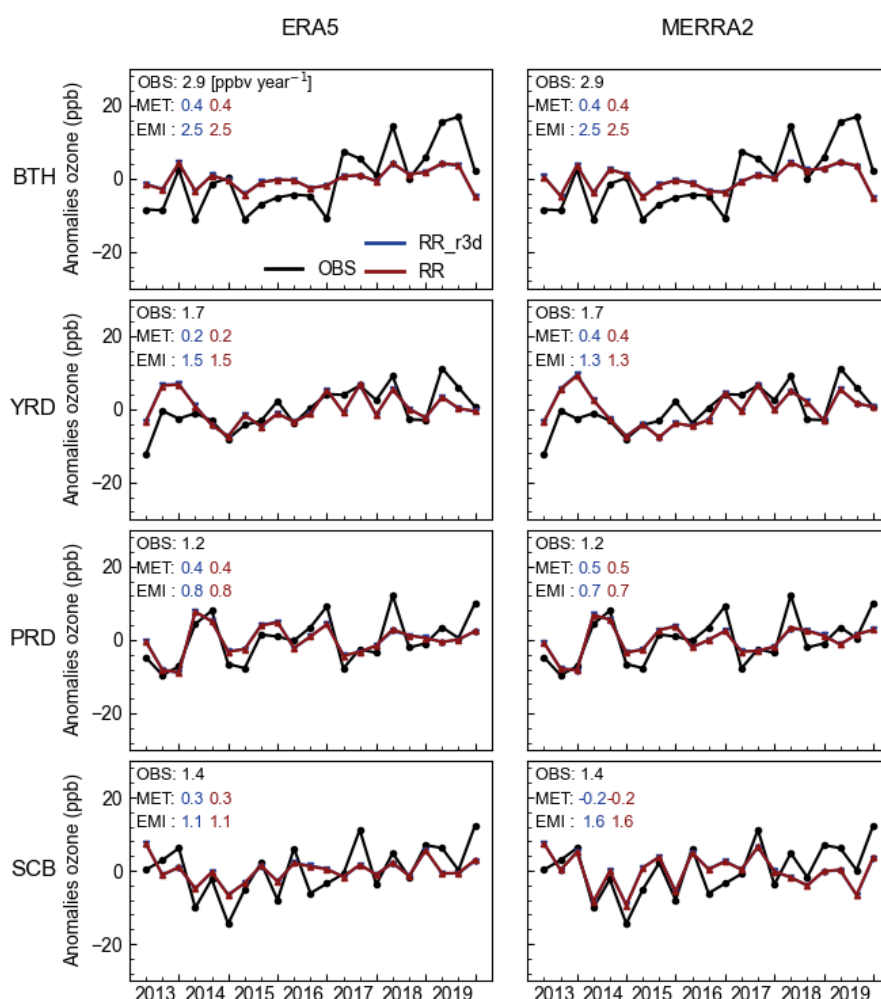 ERA5 MERRA2
BTH
Anomalies ozone (ppb)
20
0
−20
OBS: 2.9 [ppbv year⁻¹]
MET: 0.4 0.4
EMI : 2.5 2.5
RR_r3d
OBS RR
OBS: 2.9
MET: 0.4 0.4
EMI : 2.5 2.5
YRD
Anomalies ozone (ppb)
20
0
−20
OBS: 1.7
MET: 0.2 0.2
EMI : 1.5 1.5
OBS: 1.7
MET: 0.4 0.4
EMI : 1.3 1.3
PRD
Anomalies ozone (ppb)
20
0
−20
OBS: 1.2
MET: 0.4 0.4
EMI : 0.8 0.8
OBS: 1.2
MET: 0.5 0.5
EMI : 0.7 0.7
SCB
Anomalies ozone (ppb)
20
0
−20
OBS: 1.4
MET: 0.3 0.3
EMI : 1.1 1.1
OBS: 1.4
MET: -0.2 -0.2
EMI : 1.6 1.6
2013 2014 2015 2016 2017 2018 2019
2013 2014 2015 2016 2017 2018 2019